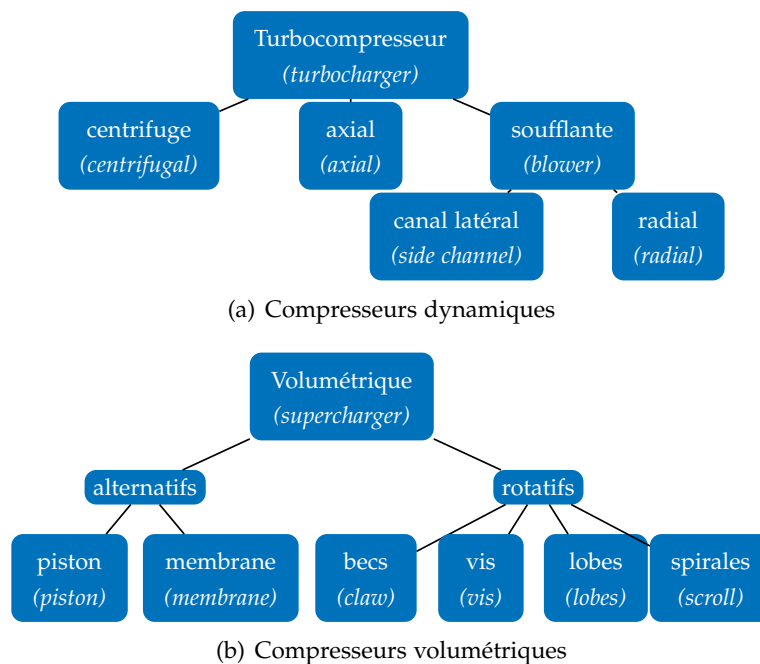 Turbocompresseur
(turbocharger)
centrifuge
(centrifugal)
axial
(axial)
soufflante
(blower)
canal latéral
(side channel)
radial
(radial)
(a) Compresseurs dynamiques
Volumétrique
(supercharger)
alternatifs
rotatifs
piston
(piston)
membrane
(membrane)
becs
(claw)
vis
(vis)
lobes
(lobes)
spirales
(scroll)
(b) Compresseurs volumétriques